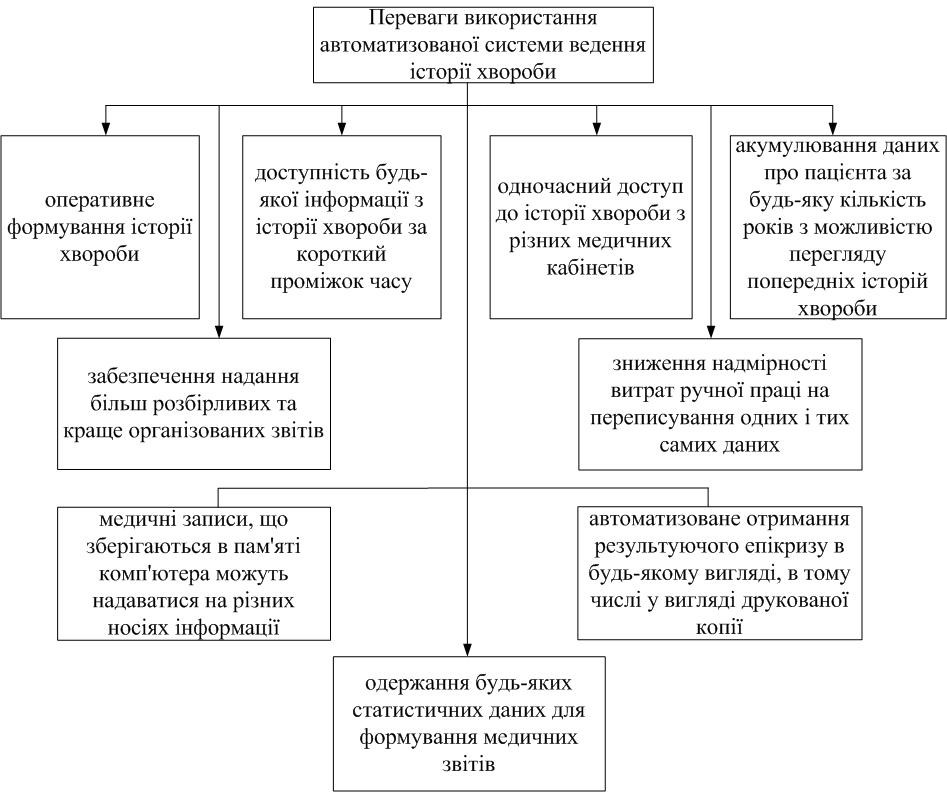 Переваги використання
автоматизованої системи ведення
історії хвороби
оперативне
формування історії
хвороби
доступність будь-
якої інформації з
історії хвороби за
короткий
проміжок часу
одночасний доступ
до історії хвороби з
різних медичних
кабінетів
акумулювання даних
про пацієнта за
будь-яку кількість
років з можливістю
перегляду
попередніх історій
хвороби
забезпечення надання
більш розбірливих та
краще організованих звітів
зниження надмірності
витрат ручної праці на
переписування одних і тих
самих даних
медичні записи, що
зберігаються в пам'яті
комп'ютера можуть
надаватися на різних
носіях інформації
автоматизоване отримання
результуючого епікризу в
будь-якому вигляді, в тому
числі у вигляді друкованої
копії
одержання будь-яких
статистичних даних для
формування медичних
звітів